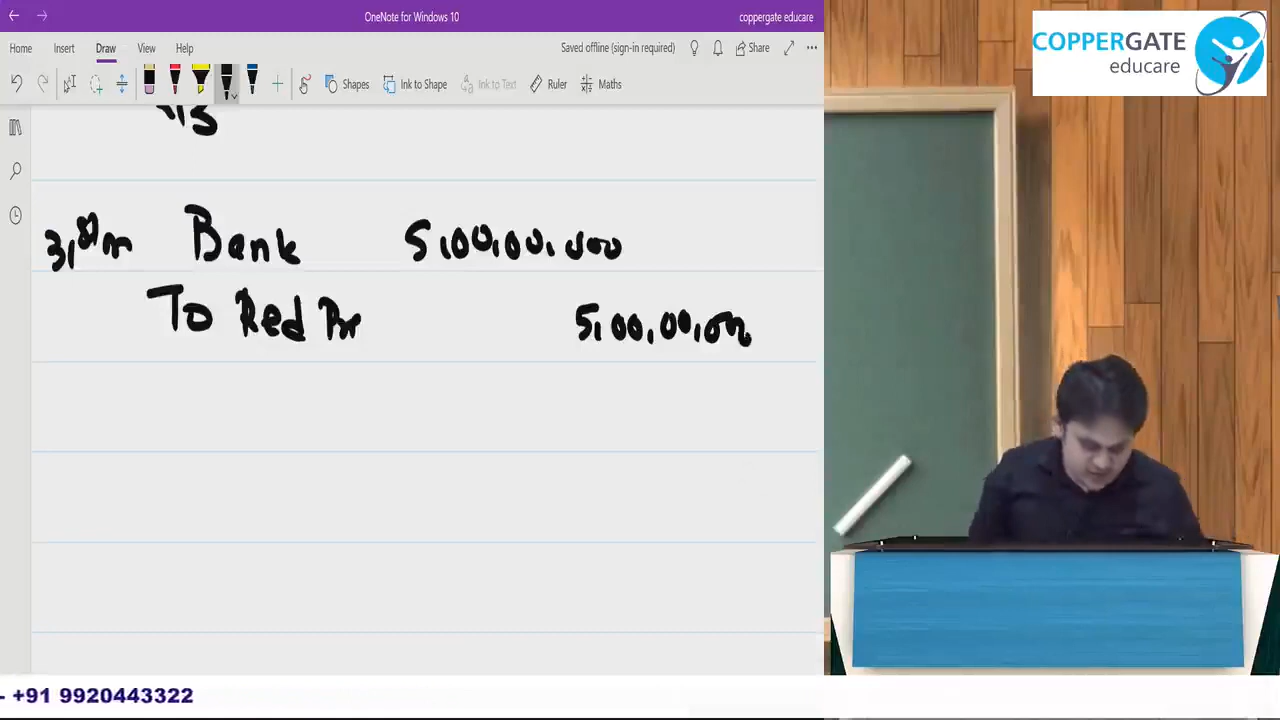 OneNote for Windows 10
coppergate educare
COPPERGATE
educare
Home Insert Draw View Help
Saved offline (sign-in required)
Share
Shapes
Ink to Shape
Ink to Text
Ruler
Maths
31st m Bank 5,00,00,000
To Red Pr 5,00,00,000
- +91 9920443322